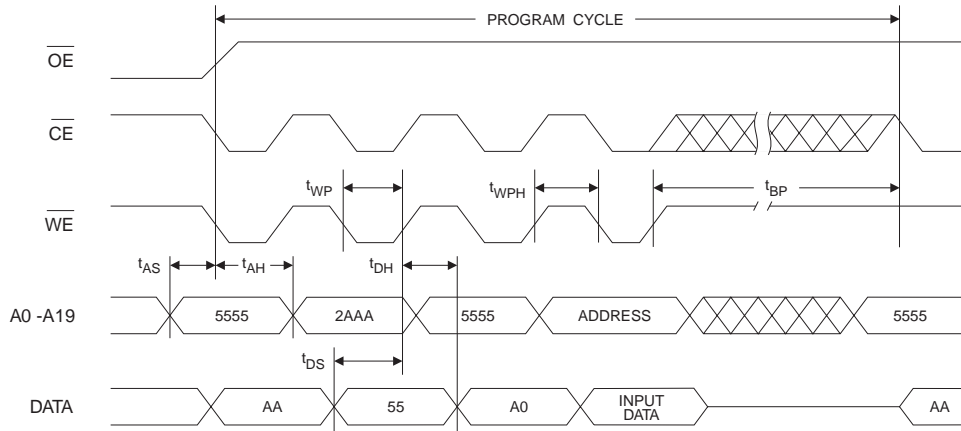 PROGRAM CYCLE
OE
CE
tWP
tWPH
tBP
WE
tAS
tAH
tDH
A0 -A19
5555
2AAA
5555
ADDRESS
5555
tDS
DATA
AA
55
A0
INPUT
DATA
AA